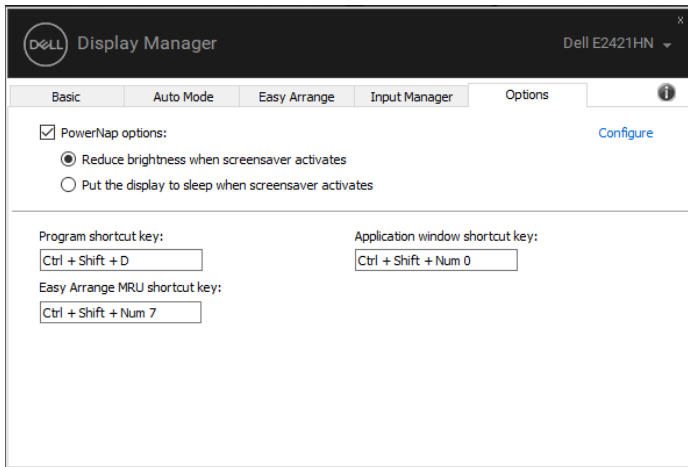 x
DELL Display Manager
Dell E2421HN
Basic Auto Mode Easy Arrange Input Manager Options i
PowerNap options: Configure
Reduce brightness when screensaver activates
Put the display to sleep when screensaver activates
Program shortcut key: Application window shortcut key:
Ctrl + Shift + D Ctrl + Shift + Num 0
Easy Arrange MRU shortcut key:
Ctrl + Shift + Num 7